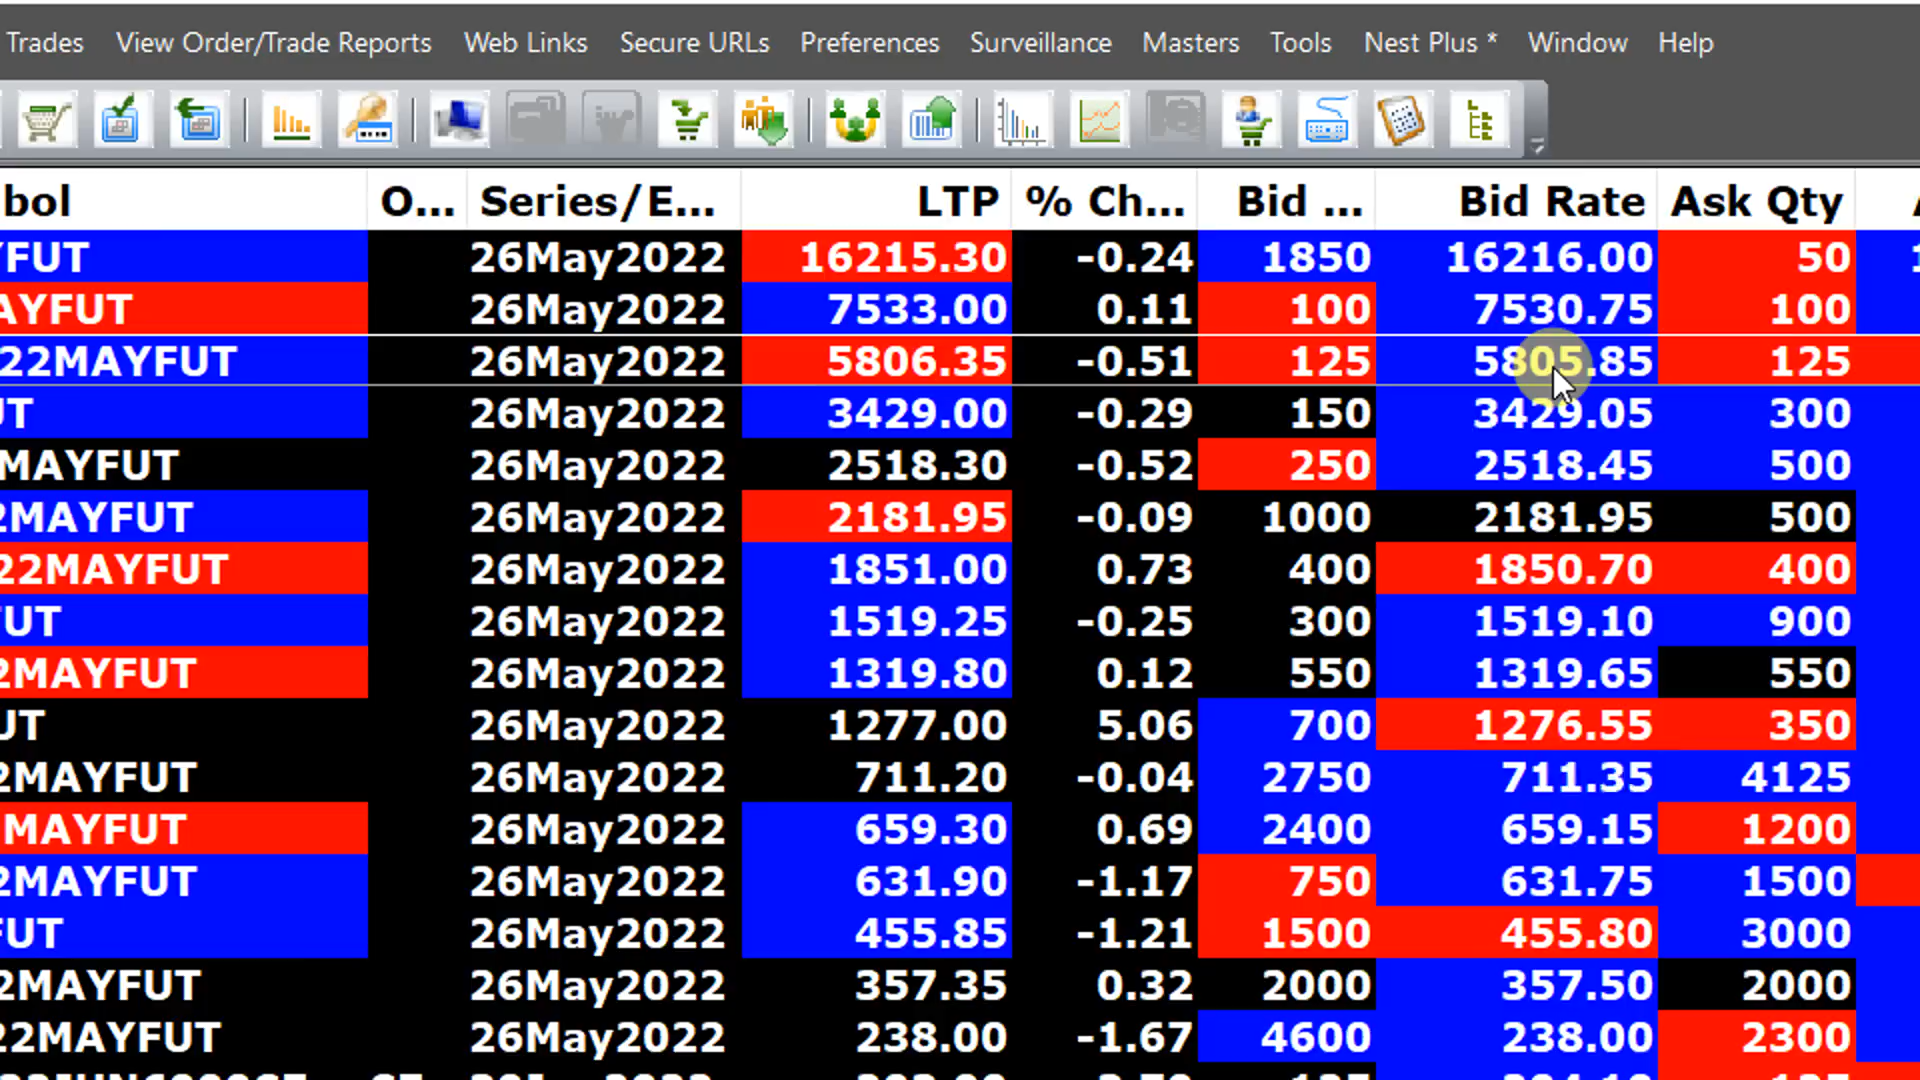 Trades View Order/Trade Reports Web Links Secure URLs Preferences Surveillance Masters Tools Nest Plus * Window Help
bol O... Series/E... LTP % Ch... Bid ... Bid Rate Ask Qty
FUT 26May2022 16215.30 -0.24 1850 16216.00 50 1
AYFUT 26May2022 7533.00 0.11 100 7530.75 100
22MAYFUT 26May2022 5806.35 -0.51 125 5805.85 125
UT 26May2022 3429.00 -0.29 150 3429.05 300
MAYFUT 26May2022 2518.30 -0.52 250 2518.45 500
2MAYFUT 26May2022 2181.95 -0.09 1000 2181.95 500
22MAYFUT 26May2022 1851.00 0.73 400 1850.70 400
FUT 26May2022 1519.25 -0.25 300 1519.10 900
2MAYFUT 26May2022 1319.80 0.12 550 1319.65 550
UT 26May2022 1277.00 5.06 700 1276.55 350
2MAYFUT 26May2022 711.20 -0.04 2750 711.35 4125
MAYFUT 26May2022 659.30 0.69 2400 659.15 1200
2MAYFUT 26May2022 631.90 -1.17 750 631.75 1500
FUT 26May2022 455.85 -1.21 1500 455.80 3000
2MAYFUT 26May2022 357.35 0.32 2000 357.50 2000
22MAYFUT 26May2022 238.00 -1.67 4600 238.00 2300